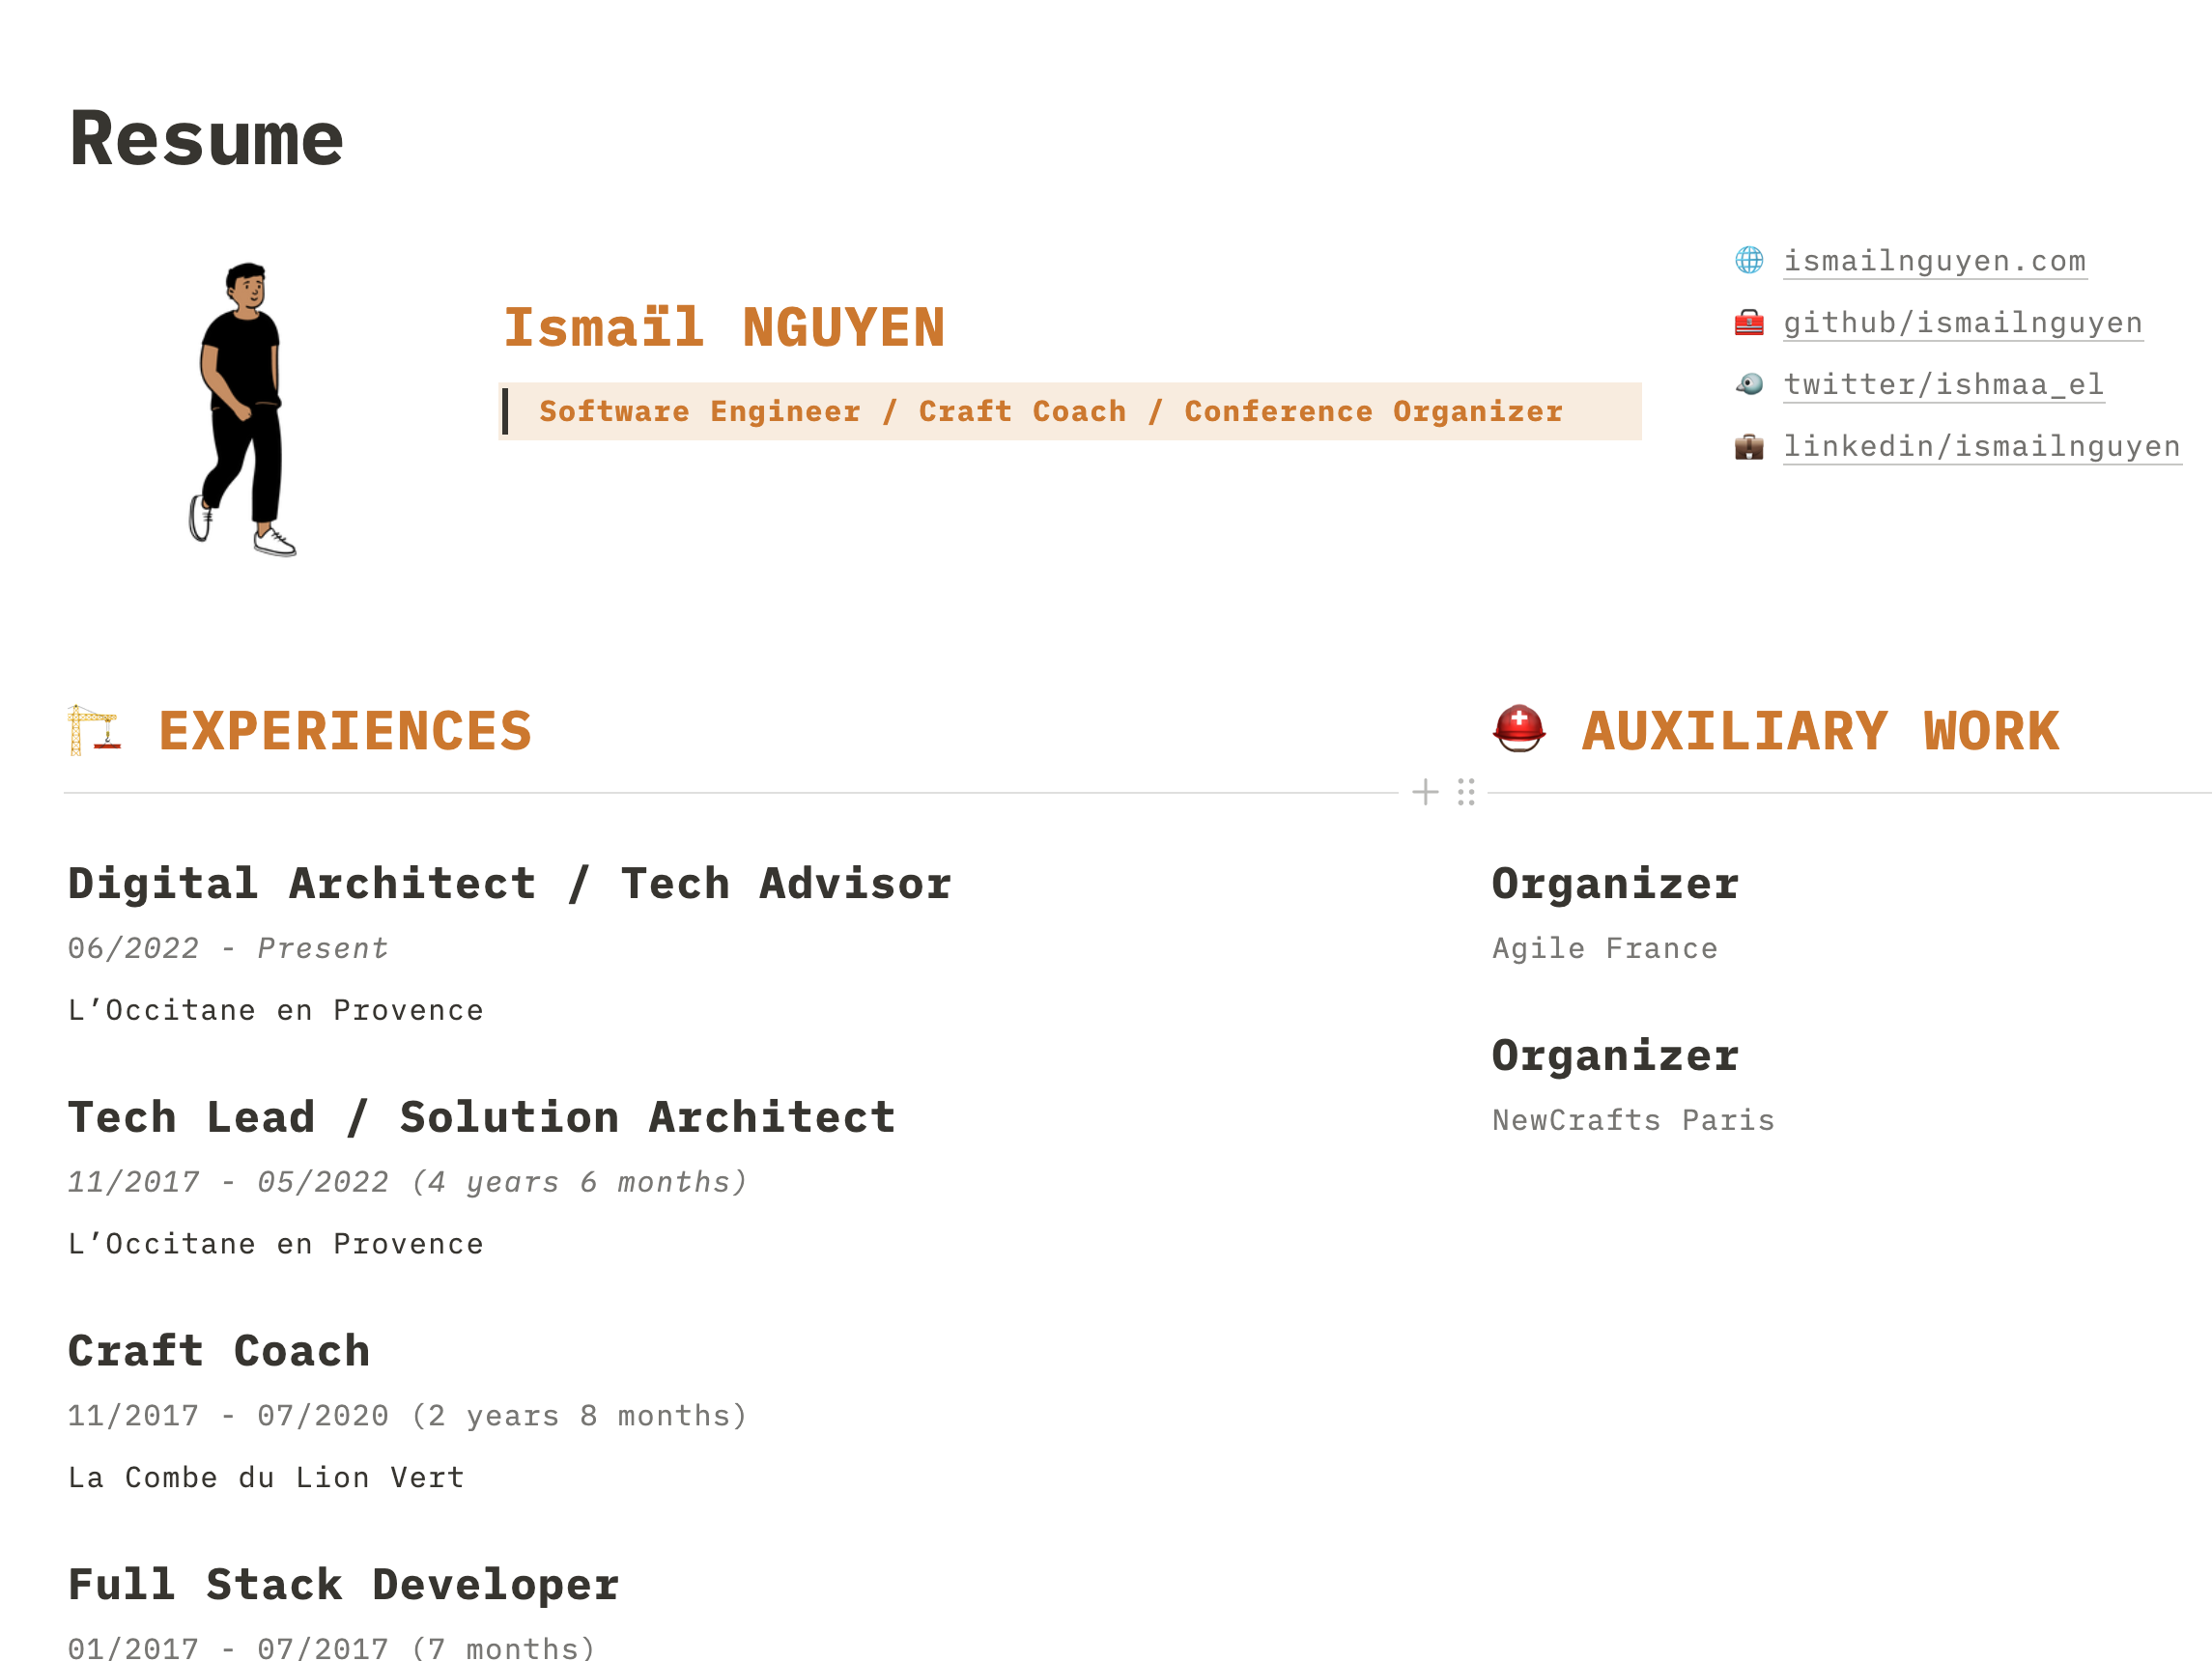 Resume
Ismaïl NGUYEN
Software Engineer / Craft Coach / Conference Organizer
ismailnguyen.com
github/ismailnguyen
twitter/ishmaa_el
linkedin/ismailnguyen
EXPERIENCES
Digital Architect / Tech Advisor
06/2022 - Present
L’Occitane en Provence
Tech Lead / Solution Architect
11/2017 - 05/2022 (4 years 6 months)
L’Occitane en Provence
Craft Coach
11/2017 - 07/2020 (2 years 8 months)
La Combe du Lion Vert
Full Stack Developer
01/2017 - 07/2017 (7 months)
AUXILIARY WORK
Organizer
Agile France
Organizer
NewCrafts Paris